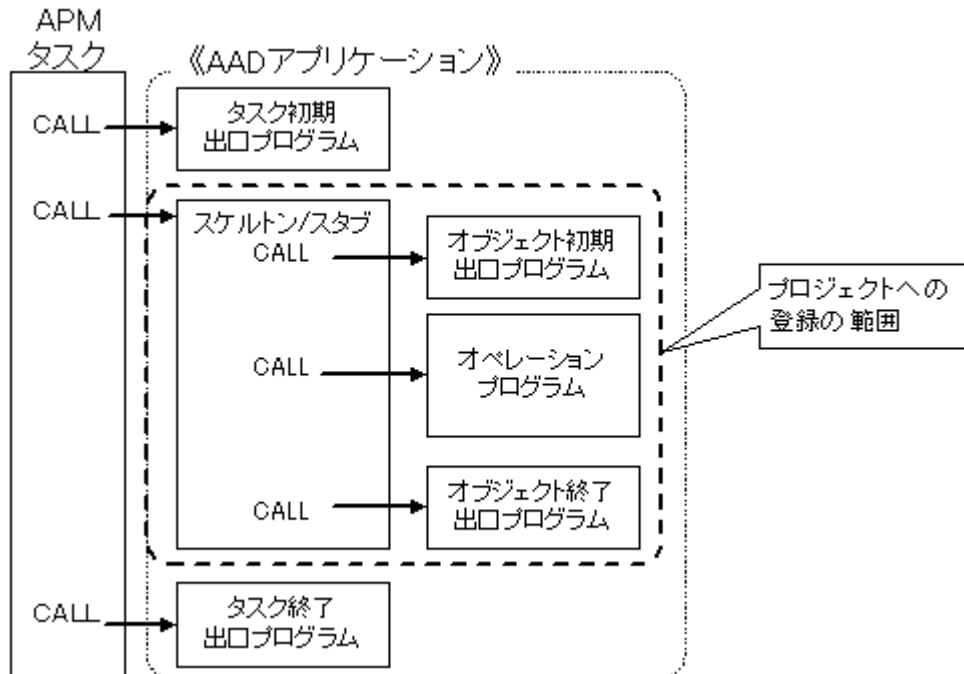 APM
タスク
《AADアプリケーション》
CALL
タスク初期
出口プログラム
CALL
スケルトン/スタブ
CALL
オブジェクト初期
出口プログラム
プロジェクトへの
登録の範囲
CALL
オペレーション
プログラム
CALL
オブジェクト終了
出口プログラム
CALL
タスク終了
出口プログラム